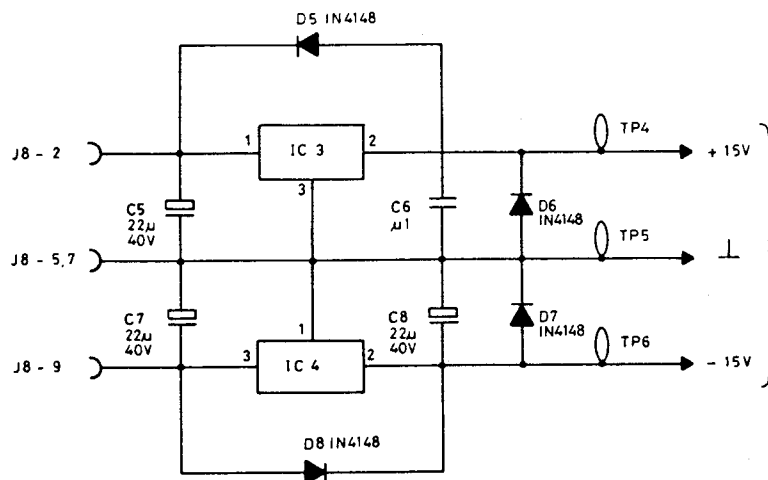 D5 IN4148
J8 - 2
1
IC 3
2
TP4
+ 15V
3
C5
22µ
40V
C6
µ1
D6
IN4148
TP5
J8 - 5,7
⊥
C7
22µ
40V
1
C8
22µ
40V
D7
IN4148
J8 - 9
3
IC 4
2
TP6
- 15V
D8 IN4148